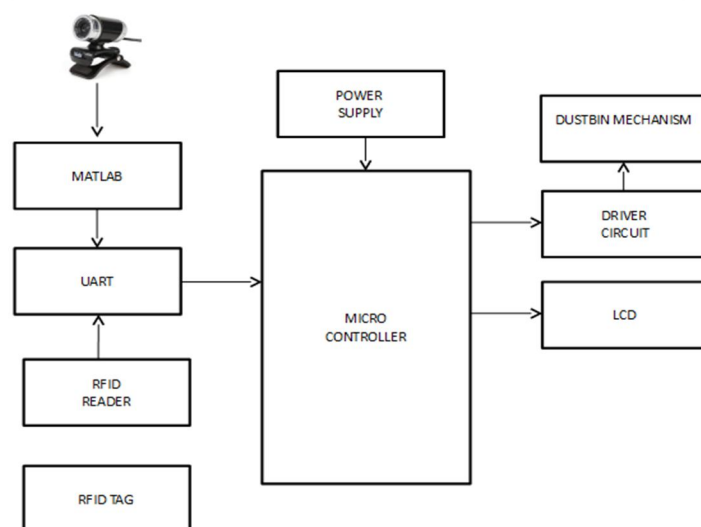 POWER
SUPPLY
DUSTBIN MECHANISM
MATLAB
DRIVER
CIRCUIT
UART
MICRO
CONTROLLER
LCD
RFID
READER
RFID TAG